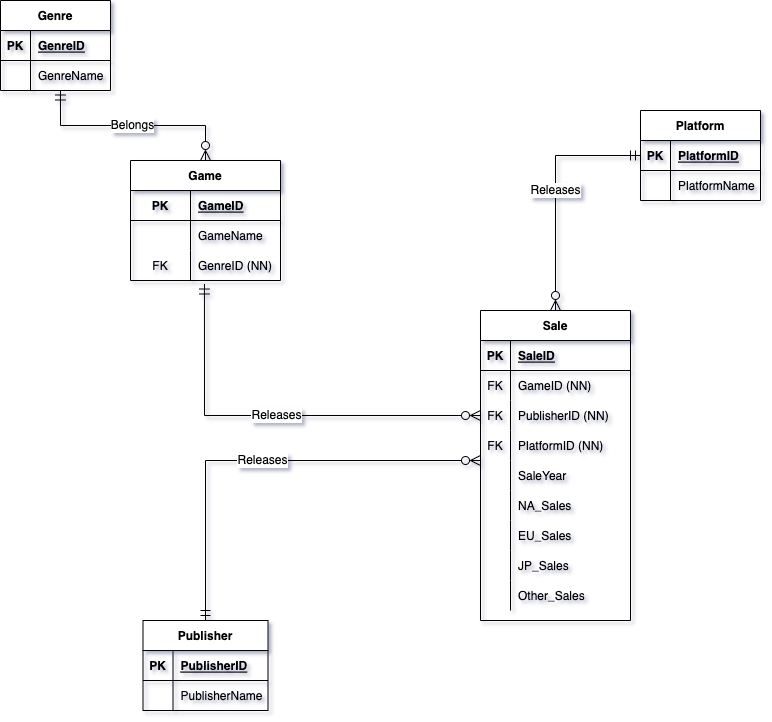 Genre
PK GenreID
GenreName
Belongs
Platform
PK PlatformID
PlatformName
Game
PK GameID
GameName
FK GenreID (NN)
Releases
Sale
PK SaleID
FK GameID (NN)
FK PublisherID (NN)
FK PlatformID (NN)
SaleYear
NA_Sales
EU_Sales
JP_Sales
Other_Sales
Releases
Releases
Publisher
PK PublisherID
PublisherName